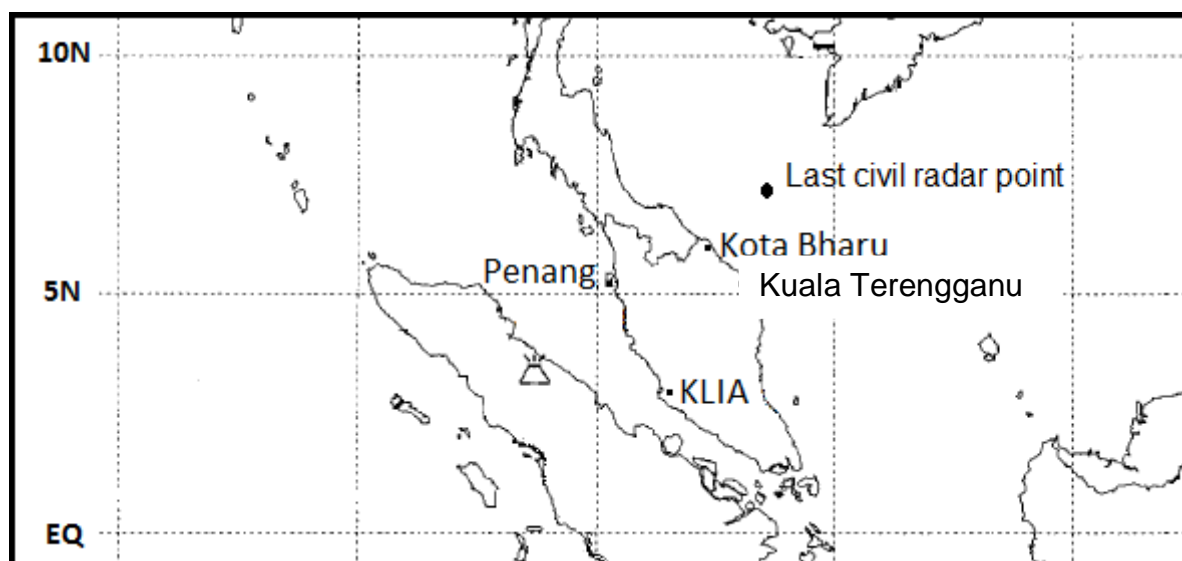 10N
Last civil radar point
Kota Bharu
Penang
Kuala Terengganu
5N
KLIA
EQ